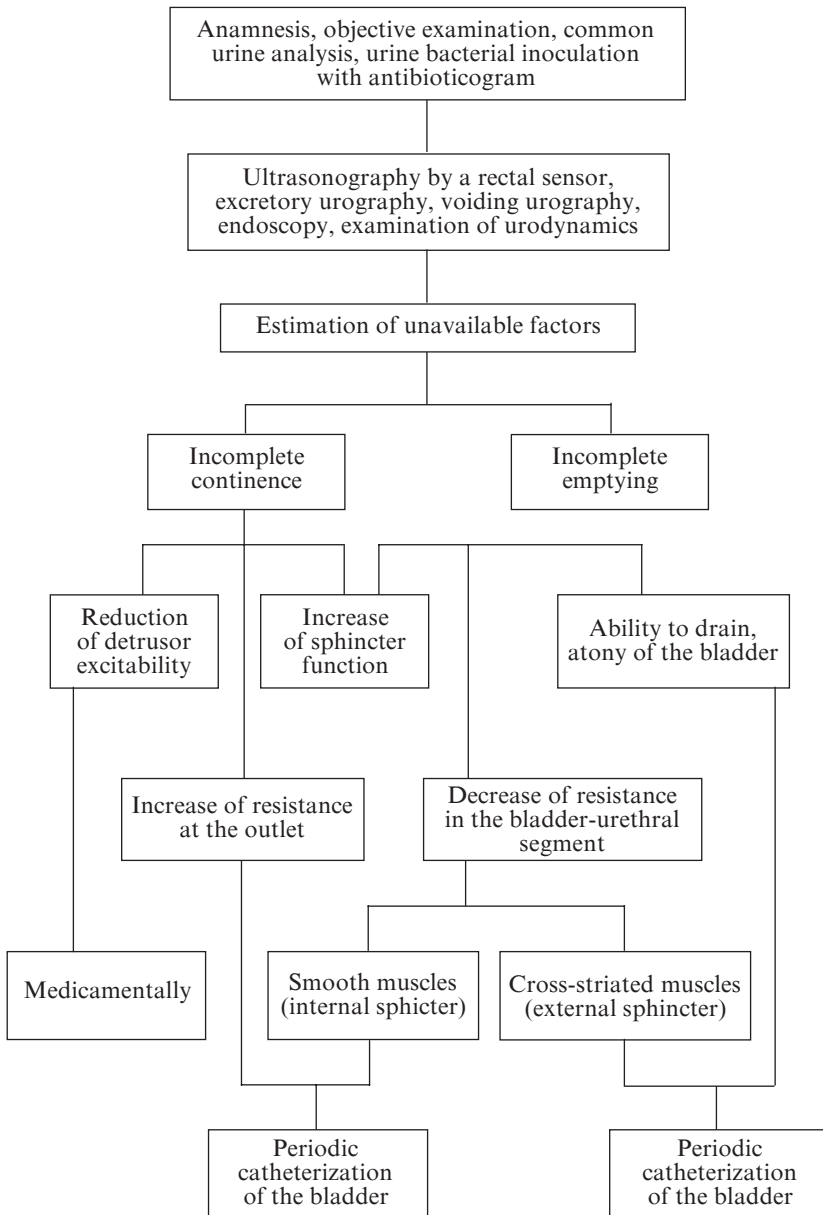 Anamnesis, objective examination, common
urine analysis, urine bacterial inoculation
with antibioticogram
Ultrasonography by a rectal sensor,
excretory urography, voiding urography,
endoscopy, examination of urodynamics
Estimation of unavailable factors
Incomplete
continence
Incomplete
emptying
Reduction
of detrusor
excitability
Increase
of sphincter
function
Ability to drain,
atony of the bladder
Increase of resistance
at the outlet
Decrease of resistance
in the bladder-urethral
segment
Medicamentally
Smooth muscles
(internal sphicter)
Cross-striated muscles
(external sphincter)
Periodic
catheterization
of the bladder
Periodic
catheterization
of the bladder